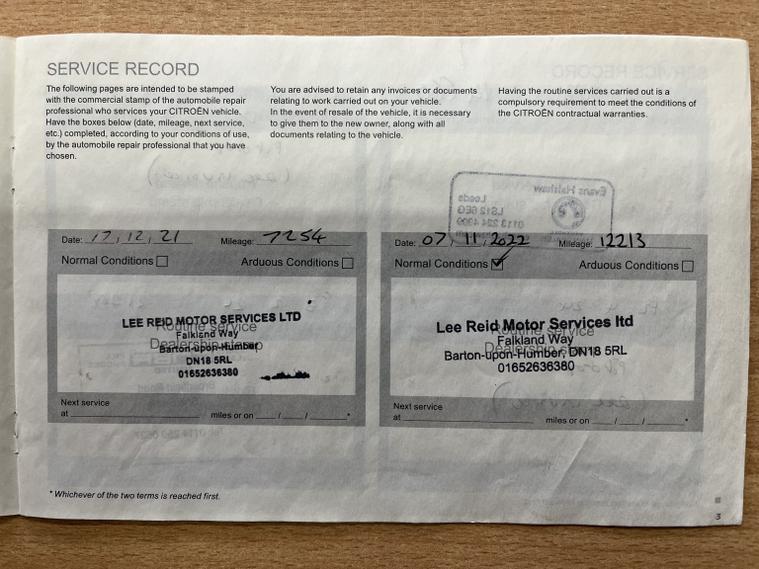 SERVICE RECORD
The following pages are intended to be stamped
with the commercial stamp of the automobile repair
professional who services your CITROËN vehicle.
Have the boxes below (date, mileage, next service,
etc.) completed, according to your conditions of use,
by the automobile repair professional that you have
chosen.
You are advised to retain any invoices or documents
relating to work carried out on your vehicle.
In the event of resale of the vehicle, it is necessary
to give them to the new owner, along with all
documents relating to the vehicle.
Having the routine services carried out is a
compulsory requirement to meet the conditions of
the CITROËN contractual warranties.
Date: 17, 12, 21 Mileage: 7254
Normal Conditions Arduous Conditions
LEE REID MOTOR SERVICES LTD
Routine service
Falkland Way
Dealership stamp
Barton-upon-Humber
DN18 5RL
01652636380
Next service
at miles or on / / *
Date: 07, 11, 2022 Mileage: 12213
Normal Conditions Arduous Conditions
Lee Reid Motor Services ltd
Routine service
Falkland Way
Dealership stamp
Barton-upon-Humber, DN18 5RL
01652636380
Next service
at miles or on / / *
* Whichever of the two terms is reached first.
3